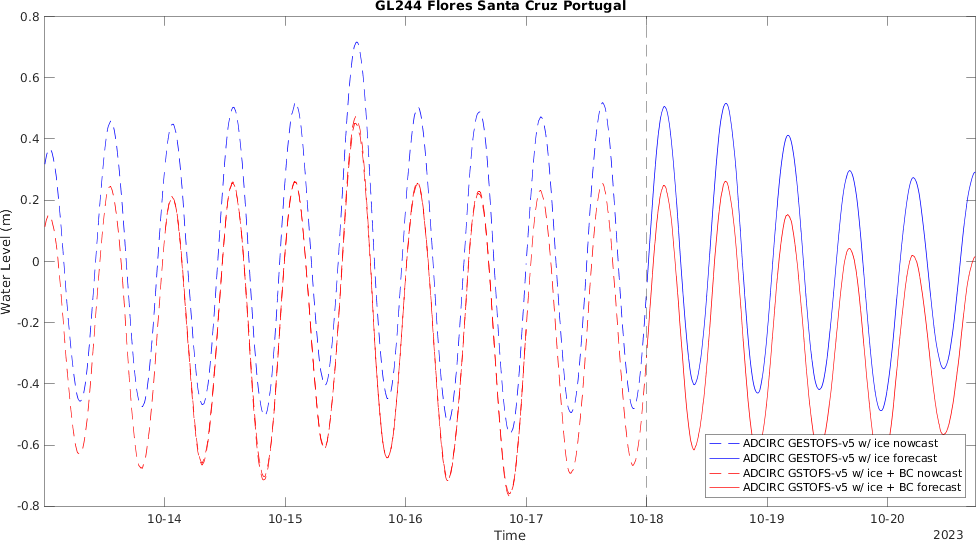 GL244 Flores Santa Cruz Portugal
0.8
0.6
0.4
0.2
0
-0.2
-0.4
-0.6
-0.8
Water Level (m)
10-14 10-15 10-16 10-17 10-18 10-19 10-20
Time
2023
ADCIRC GESTOFS-v5 w/ ice nowcast
ADCIRC GESTOFS-v5 w/ ice forecast
ADCIRC GSTOFS-v5 w/ ice + BC nowcast
ADCIRC GSTOFS-v5 w/ ice + BC forecast